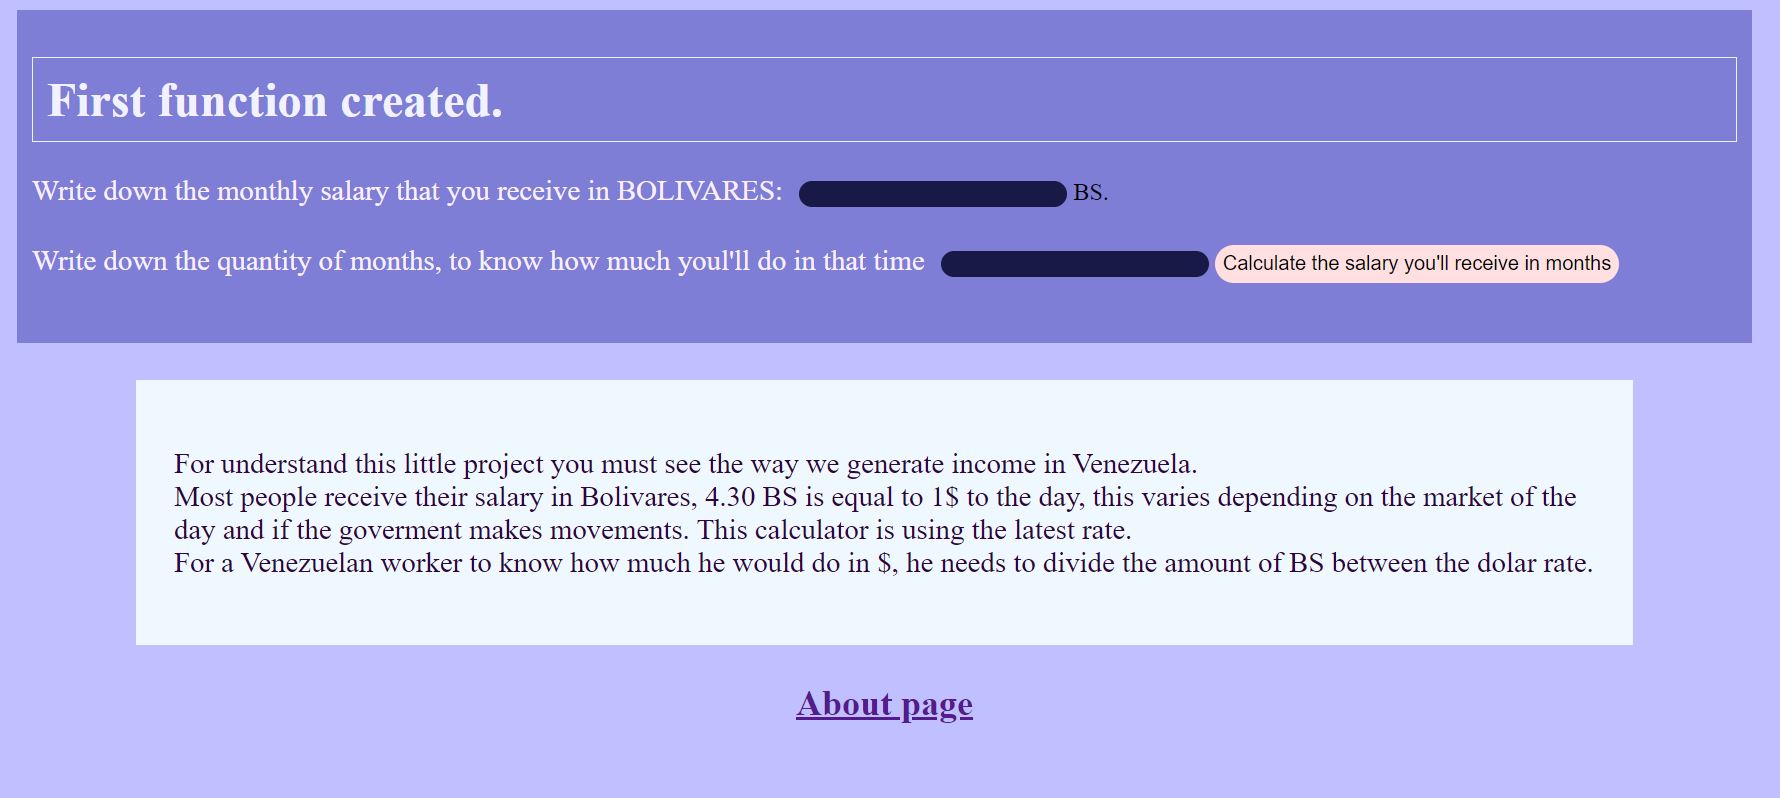 First function created.
Write down the monthly salary that you receive in BOLIVARES: BS.
Write down the quantity of months, to know how much youl'll do in that time Calculate the salary you'll receive in months
For understand this little project you must see the way we generate income in Venezuela.
Most people receive their salary in Bolivares, 4.30 BS is equal to 1$ to the day, this varies depending on the market of the
day and if the goverment makes movements. This calculator is using the latest rate.
For a Venezuelan worker to know how much he would do in $, he needs to divide the amount of BS between the dolar rate.
About page